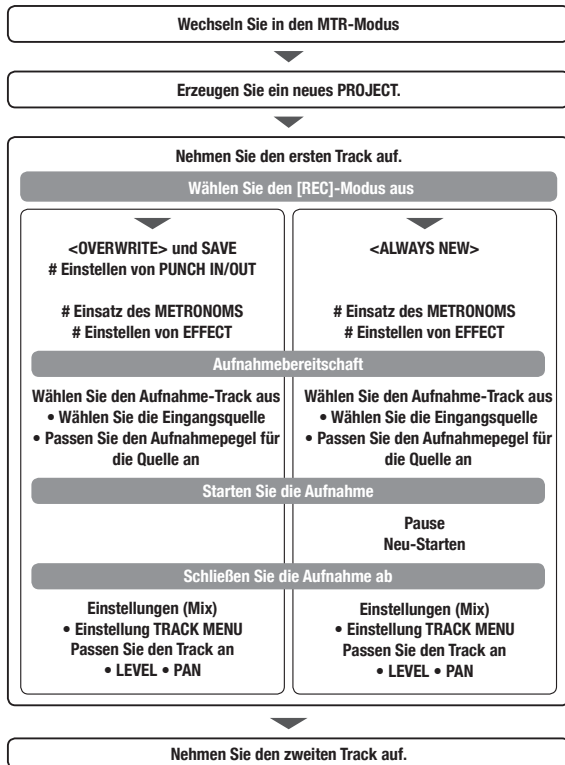 Wechseln Sie in den MTR-Modus
Erzeugen Sie ein neues PROJECT.
Nehmen Sie den ersten Track auf.
Wählen Sie den [REC]-Modus aus
<OVERWRITE> und SAVE
# Einstellen von PUNCH IN/OUT
# Einsatz des METRONOMS
# Einstellen von EFFECT
<ALWAYS NEW>
# Einsatz des METRONOMS
# Einstellen von EFFECT
Aufnahmebereitschaft
Wählen Sie den Aufnahme-Track aus
• Wählen Sie die Eingangsquelle
• Passen Sie den Aufnahmepegel für
die Quelle an
Wählen Sie den Aufnahme-Track aus
• Wählen Sie die Eingangsquelle
• Passen Sie den Aufnahmepegel für
die Quelle an
Starten Sie die Aufnahme
Pause
Neu-Starten
Schließen Sie die Aufnahme ab
Einstellungen (Mix)
• Einstellung TRACK MENU
Passen Sie den Track an
• LEVEL • PAN
Einstellungen (Mix)
• Einstellung TRACK MENU
Passen Sie den Track an
• LEVEL • PAN
Nehmen Sie den zweiten Track auf.